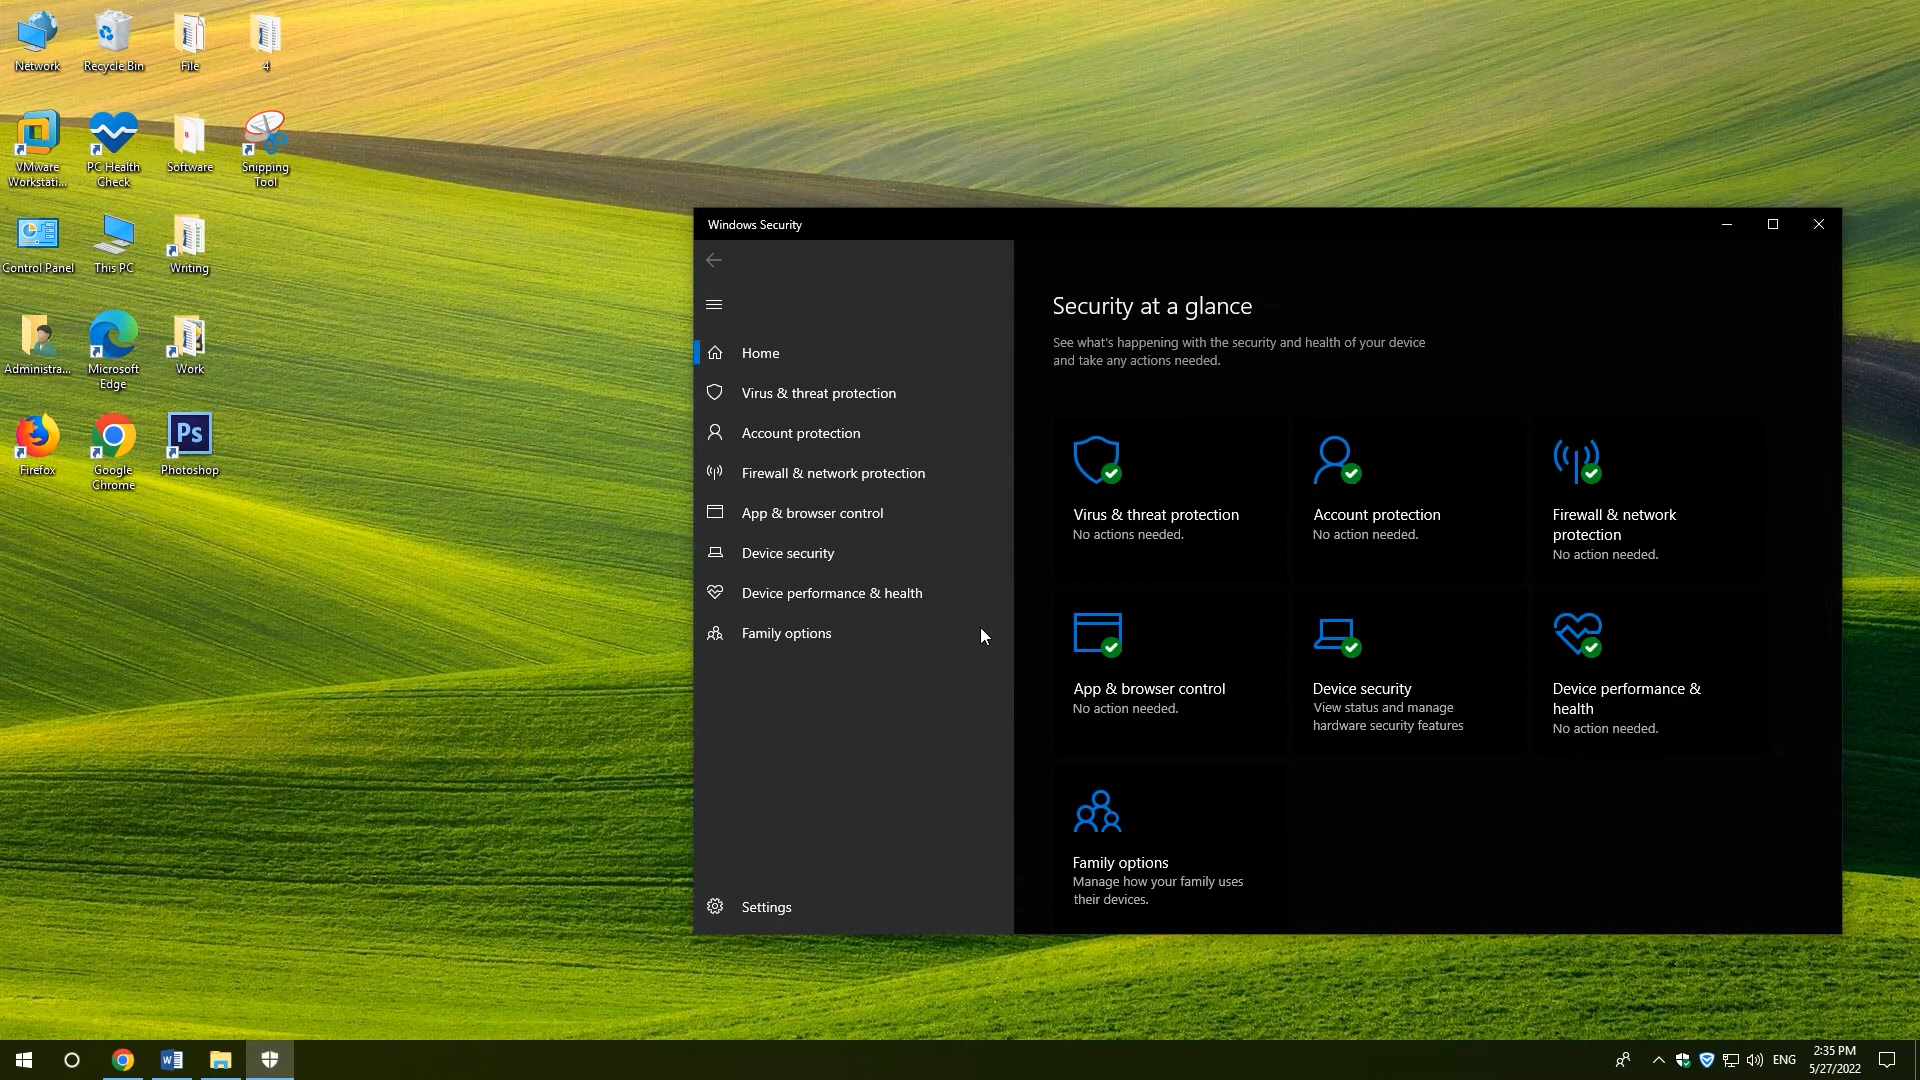 Network
Recycle Bin
File
4
VMware
Workstati...
PC Health
Check
Software
Snipping
Tool
Control Panel
This PC
Writing
Administra...
Microsoft
Edge
Work
Firefox
Google
Chrome
Ps
Photoshop
Windows Security
Home
Virus & threat protection
Account protection
Firewall & network protection
App & browser control
Device security
Device performance & health
Family options
Settings
Security at a glance
See what's happening with the security and health of your device
and take any actions needed.
Virus & threat protection
No actions needed.
Account protection
No action needed.
Firewall & network
protection
No action needed.
App & browser control
No action needed.
Device security
View status and manage
hardware security features
Device performance &
health
No action needed.
Family options
Manage how your family uses
their devices.
W
ENG
2:35 PM
5/27/2022